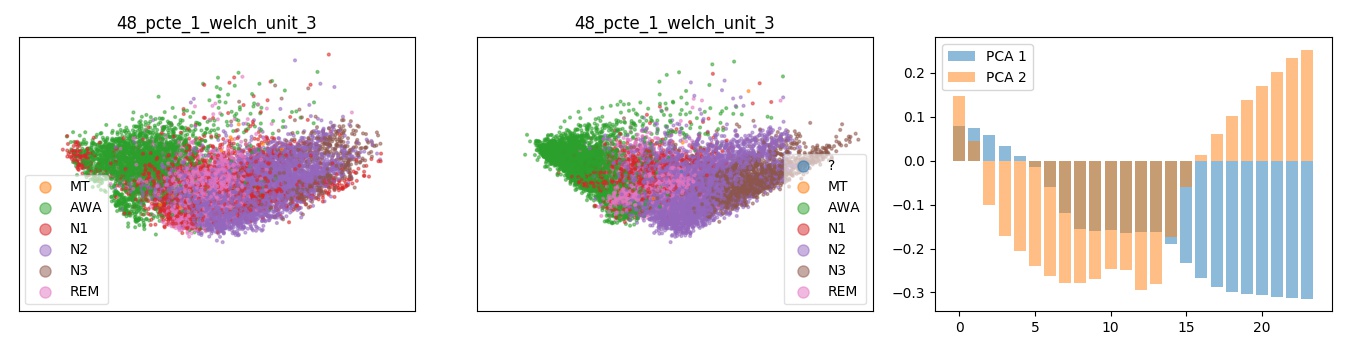 48_pcte_1_welch_unit_3
MT
AWA
N1
N2
N3
REM
48_pcte_1_welch_unit_3
?
MT
AWA
N1
N2
N3
REM
PCA 1
PCA 2
0.2
0.1
0.0
−0.1
−0.2
−0.3
0 5 10 15 20